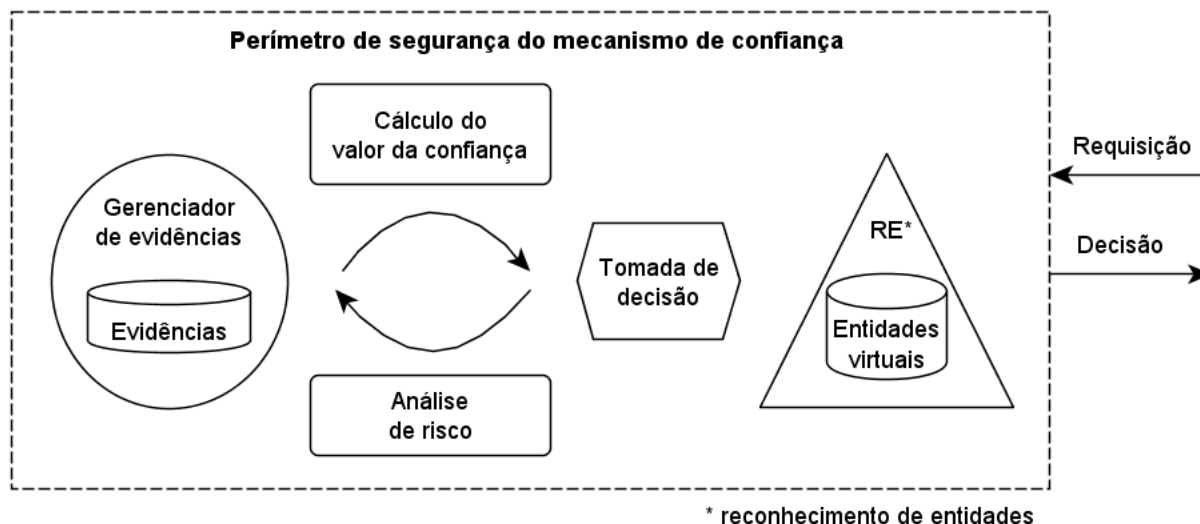 Perímetro de segurança do mecanismo de confiança
Cálculo do
valor da confiança
Gerenciador
de evidências
Evidências
Análise
de risco
Tomada de
decisão
RE*
Entidades
virtuais
Requisição
Decisão
* reconhecimento de entidades